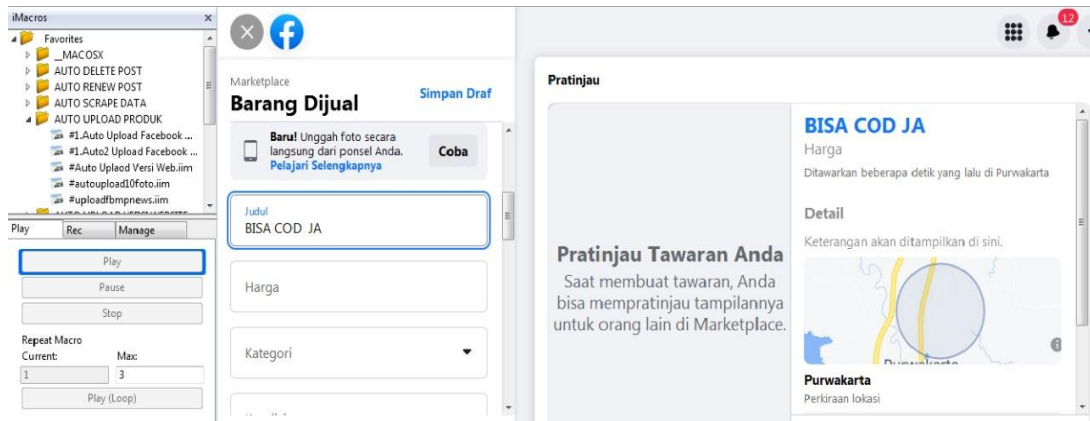 iMacros
x
Favorites
__MACOSX
AUTO DELETE POST
AUTO RENEW POST
AUTO SCRAPE DATA
AUTO UPLOAD PRODUK
#1.Auto Upload Facebook ...
#1.Auto2 Upload Facebook ...
#Auto Uplaod Versi Web.iim
#autoupload10foto.iim
#uploadfbmpnews.iim
AUTO UPLOAD VERSI WEBSITE
Play
Rec
Manage
Play
Pause
Stop
Repeat Macro
Current:
Max:
1
3
Play (Loop)
Marketplace
Barang Dijual
Simpan Draf
Baru! Unggah foto secara
langsung dari ponsel Anda.
Pelajari Selengkapnya
Coba
Judul
BISA COD  JA
Harga
Kategori
12
Pratinjau
Pratinjau Tawaran Anda
Saat membuat tawaran, Anda
bisa mempratinjau tampilannya
untuk orang lain di Marketplace.
BISA COD JA
Harga
Ditawarkan beberapa detik yang lalu di Purwakarta
Detail
Keterangan akan ditampilkan di sini.
Purwakarta
Purwakarta
Perkiraan lokasi